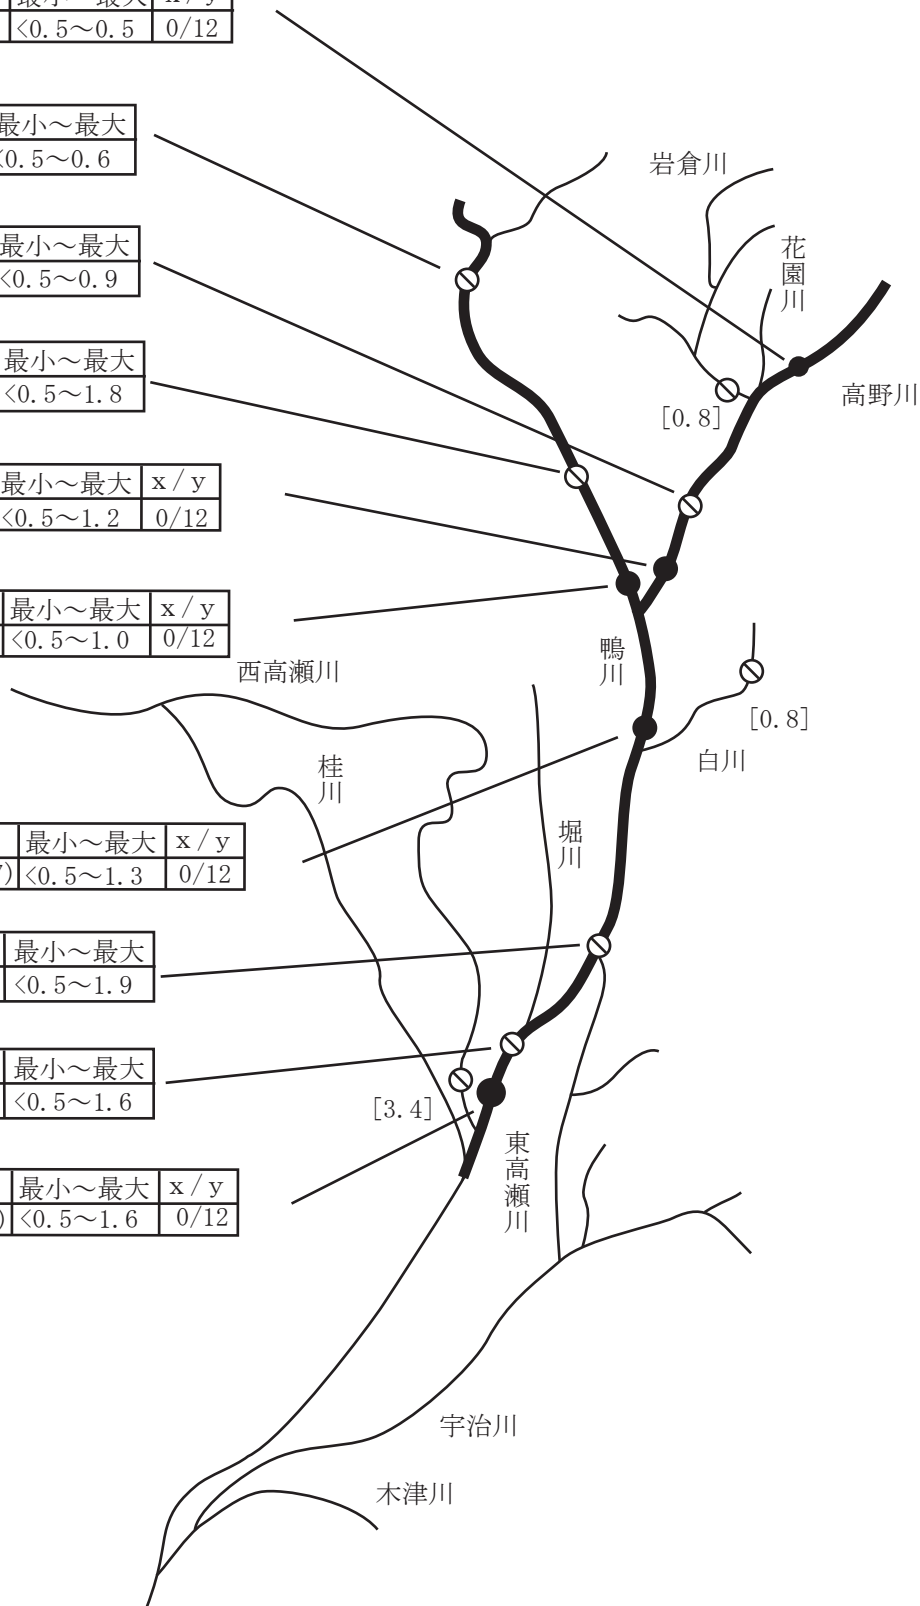 最小～最大 x/y
<0.5～0.5 0/12
最小～最大
<0.5～0.6
最小～最大
<0.5～0.9
最小～最大
<0.5～1.8
最小～最大 x/y
<0.5～1.2 0/12
最小～最大 x/y
<0.5～1.0 0/12
最小～最大 x/y
<0.5～1.3 0/12
最小～最大
<0.5～1.9
最小～最大
<0.5～1.6
最小～最大 x/y
<0.5～1.6 0/12
岩倉川
花園川
高野川
[0.8]
鴨川
西高瀬川
[0.8]
白川
桂川
堀川
[3.4]
東高瀬川
宇治川
木津川